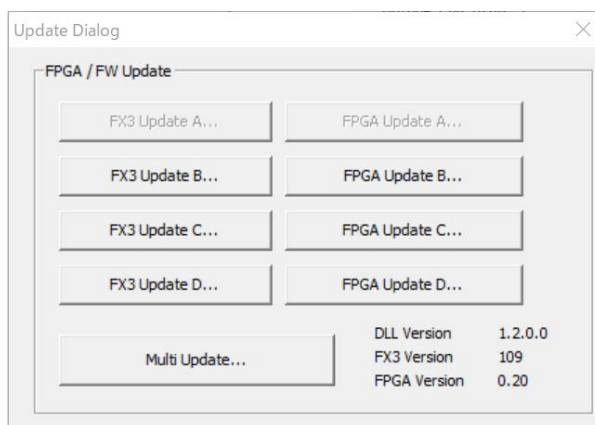 Update Dialog
FPGA / FW Update
FX3 Update A... FPGA Update A...
FX3 Update B... FPGA Update B...
FX3 Update C... FPGA Update C...
FX3 Update D... FPGA Update D...
Multi Update...
DLL Version 1.2.0.0
FX3 Version 109
FPGA Version 0.20